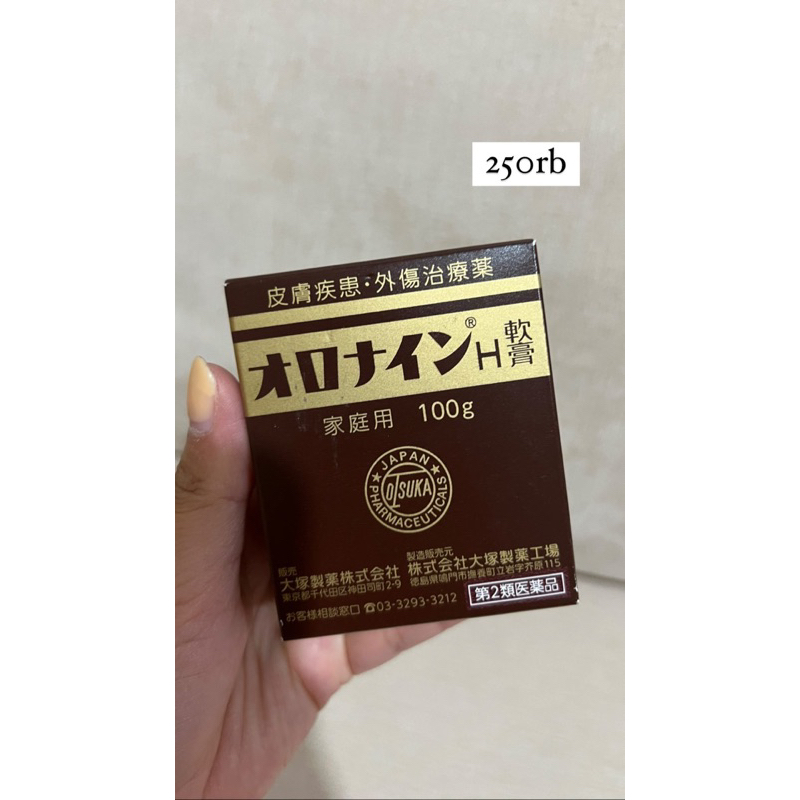 250rb
皮膚疾患・外傷治療薬
オロナイン®H軟膏
家庭用 100g
★ JAPAN ★
OTSUKA
PHARMACEUTICALS
販売
大塚製薬株式会社
東京都千代田区神田司町2-9
製造販売元
株式会社大塚製薬工場
徳島県鳴門市撫養町立岩字芥原115
お客様相談窓口 ☎03-3293-3212
第2類医薬品